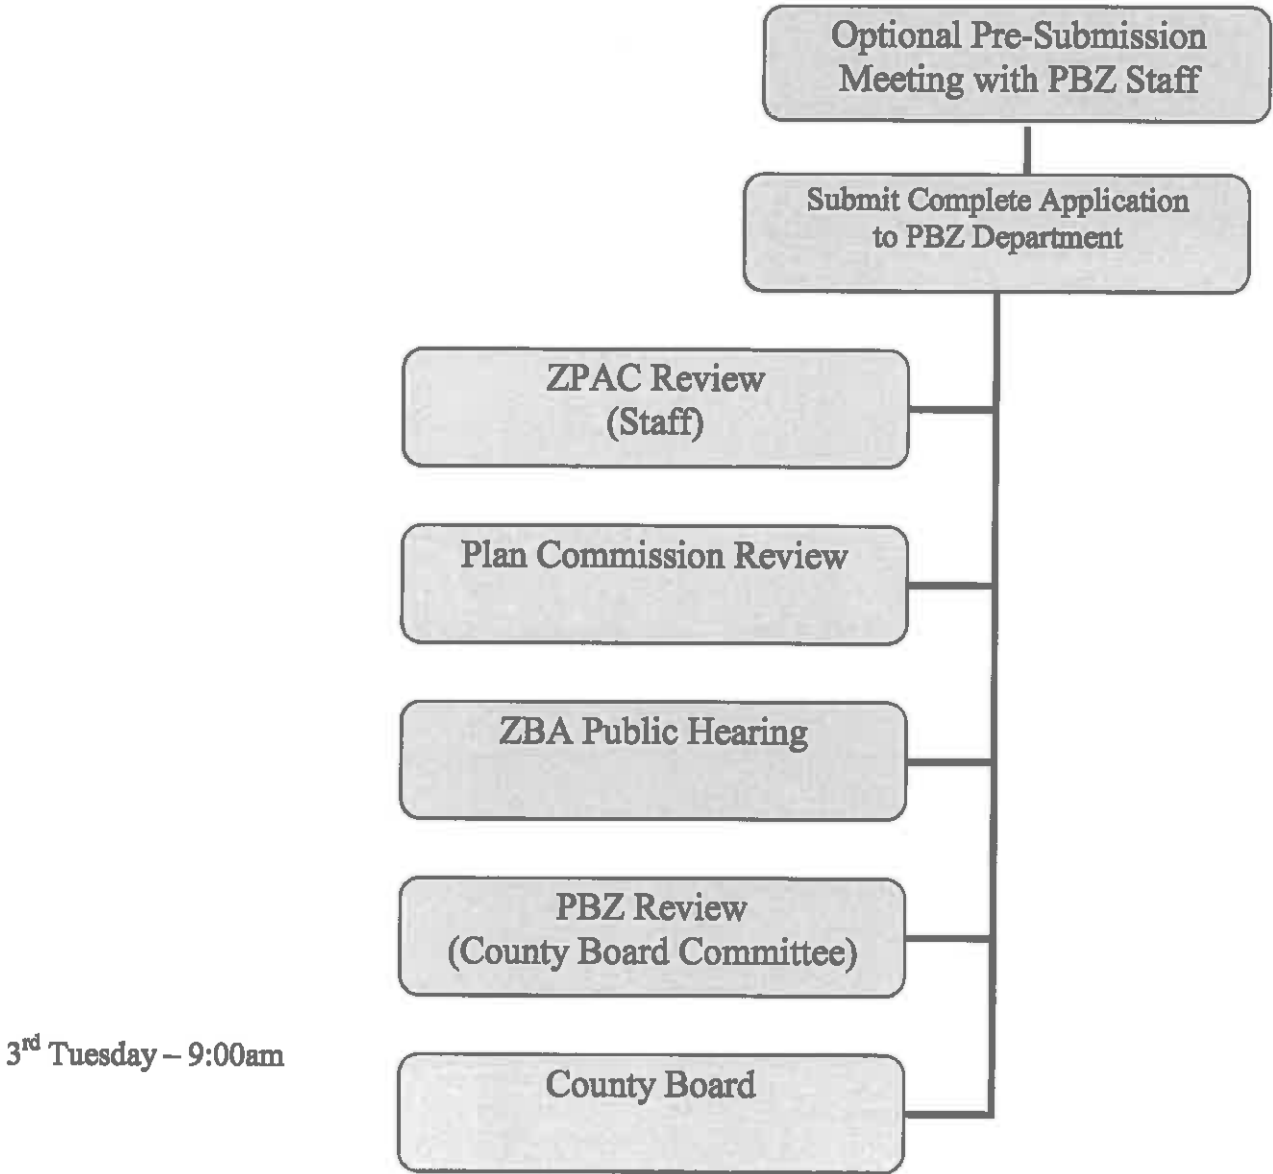 Optional Pre-Submission
Meeting with PBZ Staff
Submit Complete Application
to PBZ Department
ZPAC Review
(Staff)
Plan Commission Review
ZBA Public Hearing
PBZ Review
(County Board Committee)
3rd Tuesday – 9:00am
County Board